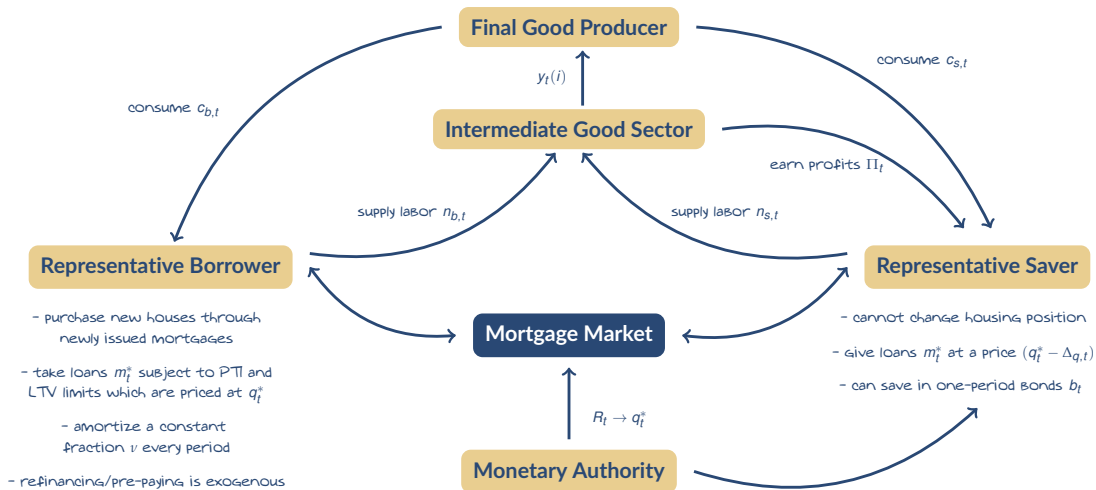 Final Good Producer
consume c_{b,t}
y_t(i)
consume c_{s,t}
Intermediate Good Sector
earn profits Π_t
supply labor n_{b,t}
supply labor n_{s,t}
Representative Borrower
Representative Saver
- purchase new houses through
newly issued mortgages
- take loans m_t^* subject to PTI and
LTV limits which are priced at q_t^*
- amortize a constant
fraction ν every period
- refinancing/pre-paying is exogenous
Mortgage Market
- cannot change housing position
- give loans m_t^* at a price (q_t^* − Δ_{q,t})
- can save in one-period bonds b_t
R_t → q_t^*
Monetary Authority